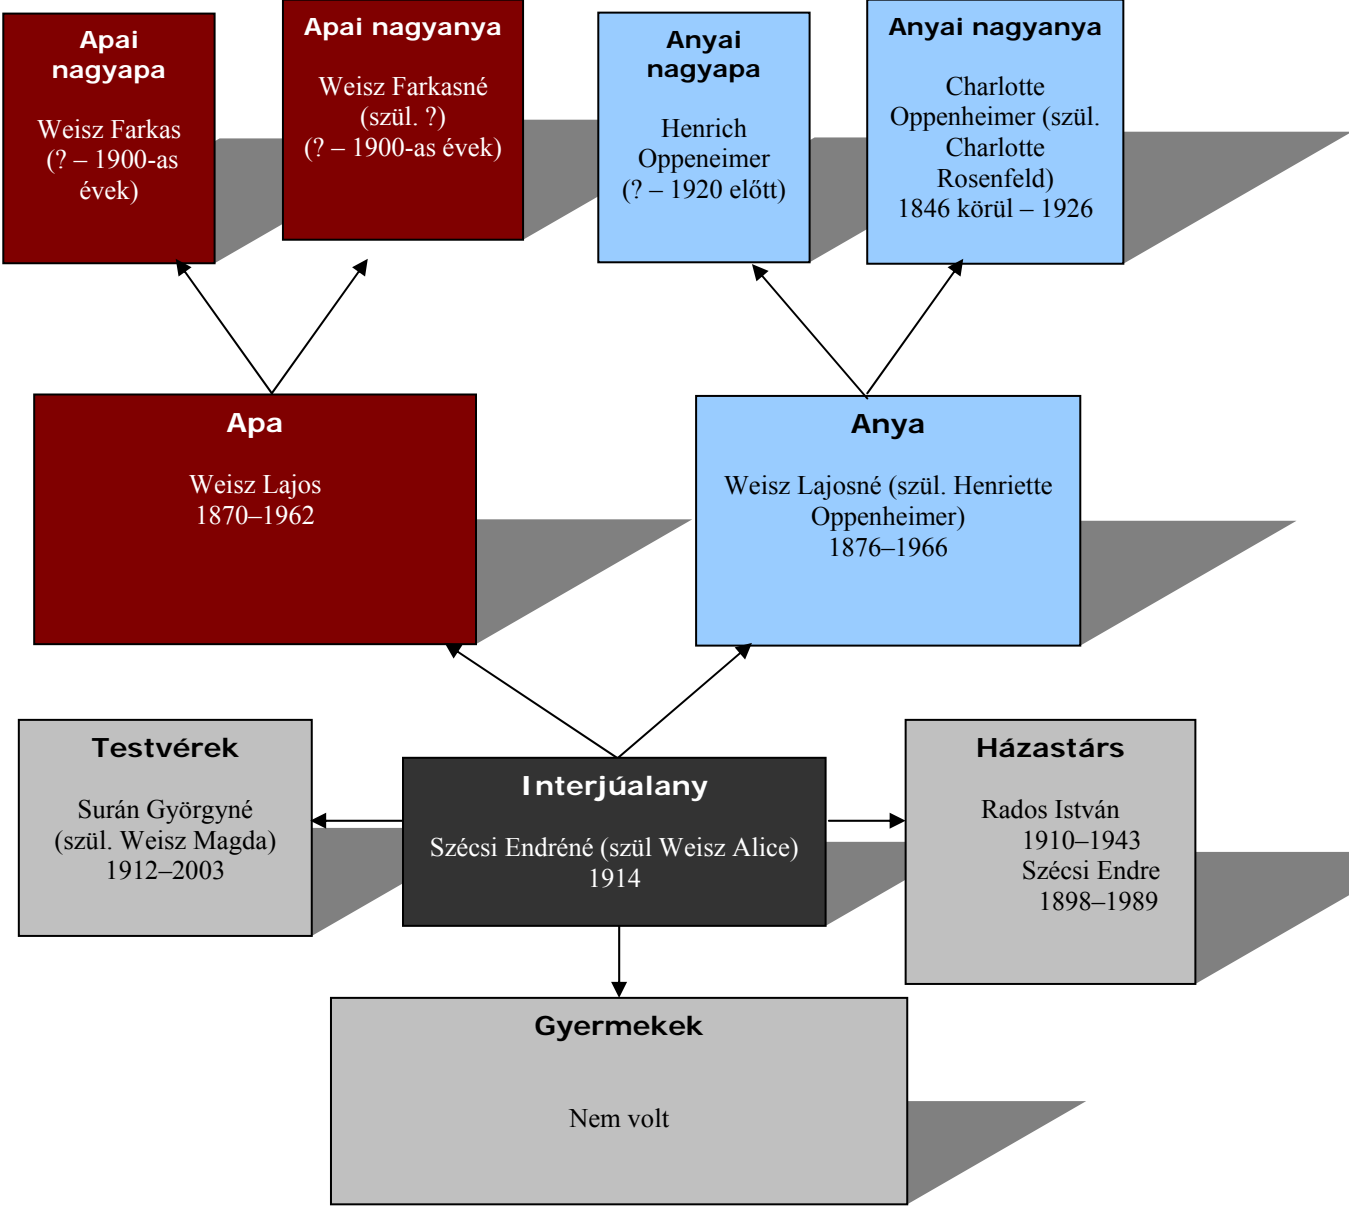 Apai
nagyapa
Weisz Farkas
(? – 1900-as
évek)
Apai nagyanya
Weisz Farkasné
(szül. ?)
(? – 1900-as évek)
Anyai
nagyapa
Henrich
Oppeneimer
(? – 1920 előtt)
Anyai nagyanya
Charlotte
Oppenheimer (szül.
Charlotte
Rosenfeld)
1846 körül – 1926
Apa
Weisz Lajos
1870–1962
Anya
Weisz Lajosné (szül. Henriette
Oppenheimer)
1876–1966
Testvérek
Surán Györgyné
(szül. Weisz Magda)
1912–2003
Interjúalany
Szécsi Endréné (szül Weisz Alice)
1914
Házastárs
Rados István
1910–1943
Szécsi Endre
1898–1989
Gyermekek
Nem volt